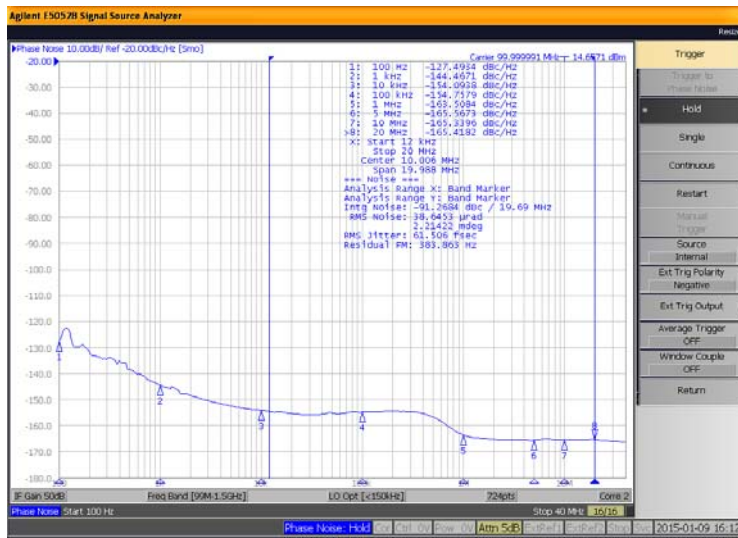 Agilent E5052B Signal Source Analyzer
Phase Noise 10.00dB/ Ref -20.00dBc/Hz [Smo]
Carrier 99.999991 MHz 14.6571 dBm
-20.00
-30.00
-40.00
-50.00
-60.00
-70.00
-80.00
-90.00
-100.0
-110.0
-120.0
-130.0
-140.0
-150.0
-160.0
-170.0
-180.0
1: 100 Hz -127.4934 dBc/Hz
2: 1 kHz -144.4671 dBc/Hz
3: 10 kHz -154.0938 dBc/Hz
4: 100 kHz -154.7579 dBc/Hz
5: 1 MHz -163.5084 dBc/Hz
6: 5 MHz -165.5673 dBc/Hz
7: 10 MHz -165.3396 dBc/Hz
>8: 20 MHz -165.4182 dBc/Hz
X: Start 12 kHz
Stop 20 MHz
Center 10.006 MHz
Span 19.988 MHz
=== Noise ===
Analysis Range X: Band Marker
Analysis Range Y: Band Marker
Intg Noise: -91.2684 dBc / 19.69 MHz
RMS Noise: 38.6453 µrad
2.21422 mdeg
RMS Jitter: 61.506 fsec
Residual FM: 383.863 Hz
1
2
3
4
5
6
7
8
IF Gain 50dB
Freq Band [99M-1.5GHz]
LO Opt [<150kHz]
724pts
Corre 2
Phase Noise
Start 100 Hz
Stop 40 MHz
16/16
Phase Noise: Hold
Cor
Ctrl 0V
Pow 0V
Attn 5dB
ExtRef1
ExtRef2
Stop
Svc
2015-01-09 16:12
Trigger
Trigger to
Phase Noise
Hold
Single
Continuous
Restart
Manual
Trigger
Source
Internal
Ext Trig Polarity
Negative
Ext Trig Output
Average Trigger
OFF
Window Couple
OFF
Return